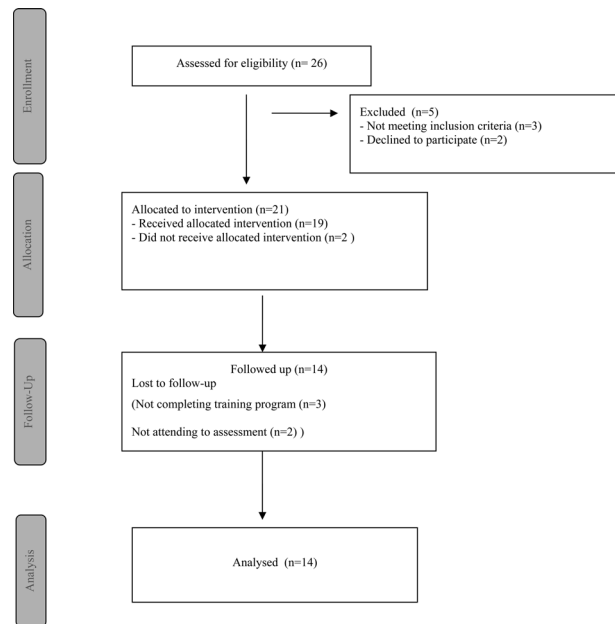 Enrollment
Assessed for eligibility (n= 26)
Excluded (n=5)
- Not meeting inclusion criteria (n=3)
- Declined to participate (n=2)
Allocation
Allocated to intervention (n=21)
- Received allocated intervention (n=19)
- Did not receive allocated intervention (n=2 )
Follow-Up
Followed up (n=14)
Lost to follow-up
(Not completing training program (n=3)
Not attending to assessment (n=2) )
Analysis
Analysed (n=14)